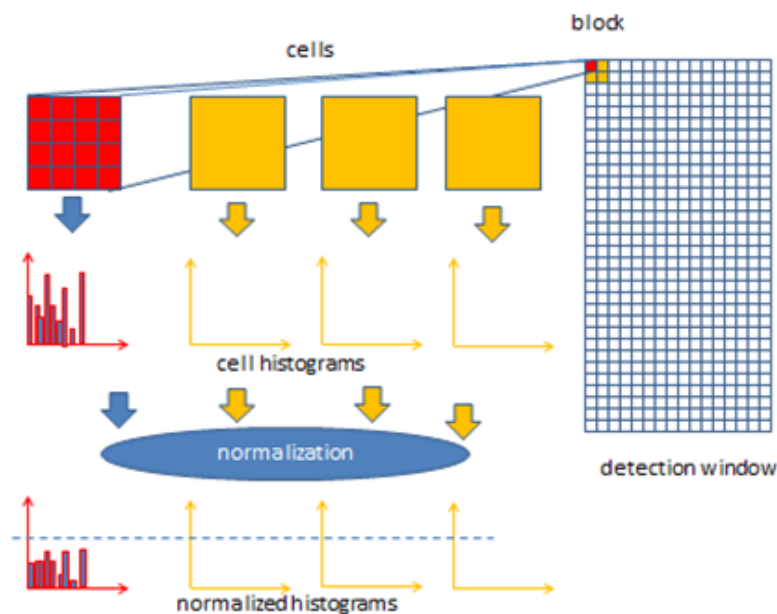 block
cells
cell histograms
normalization
detection window
normalized histograms